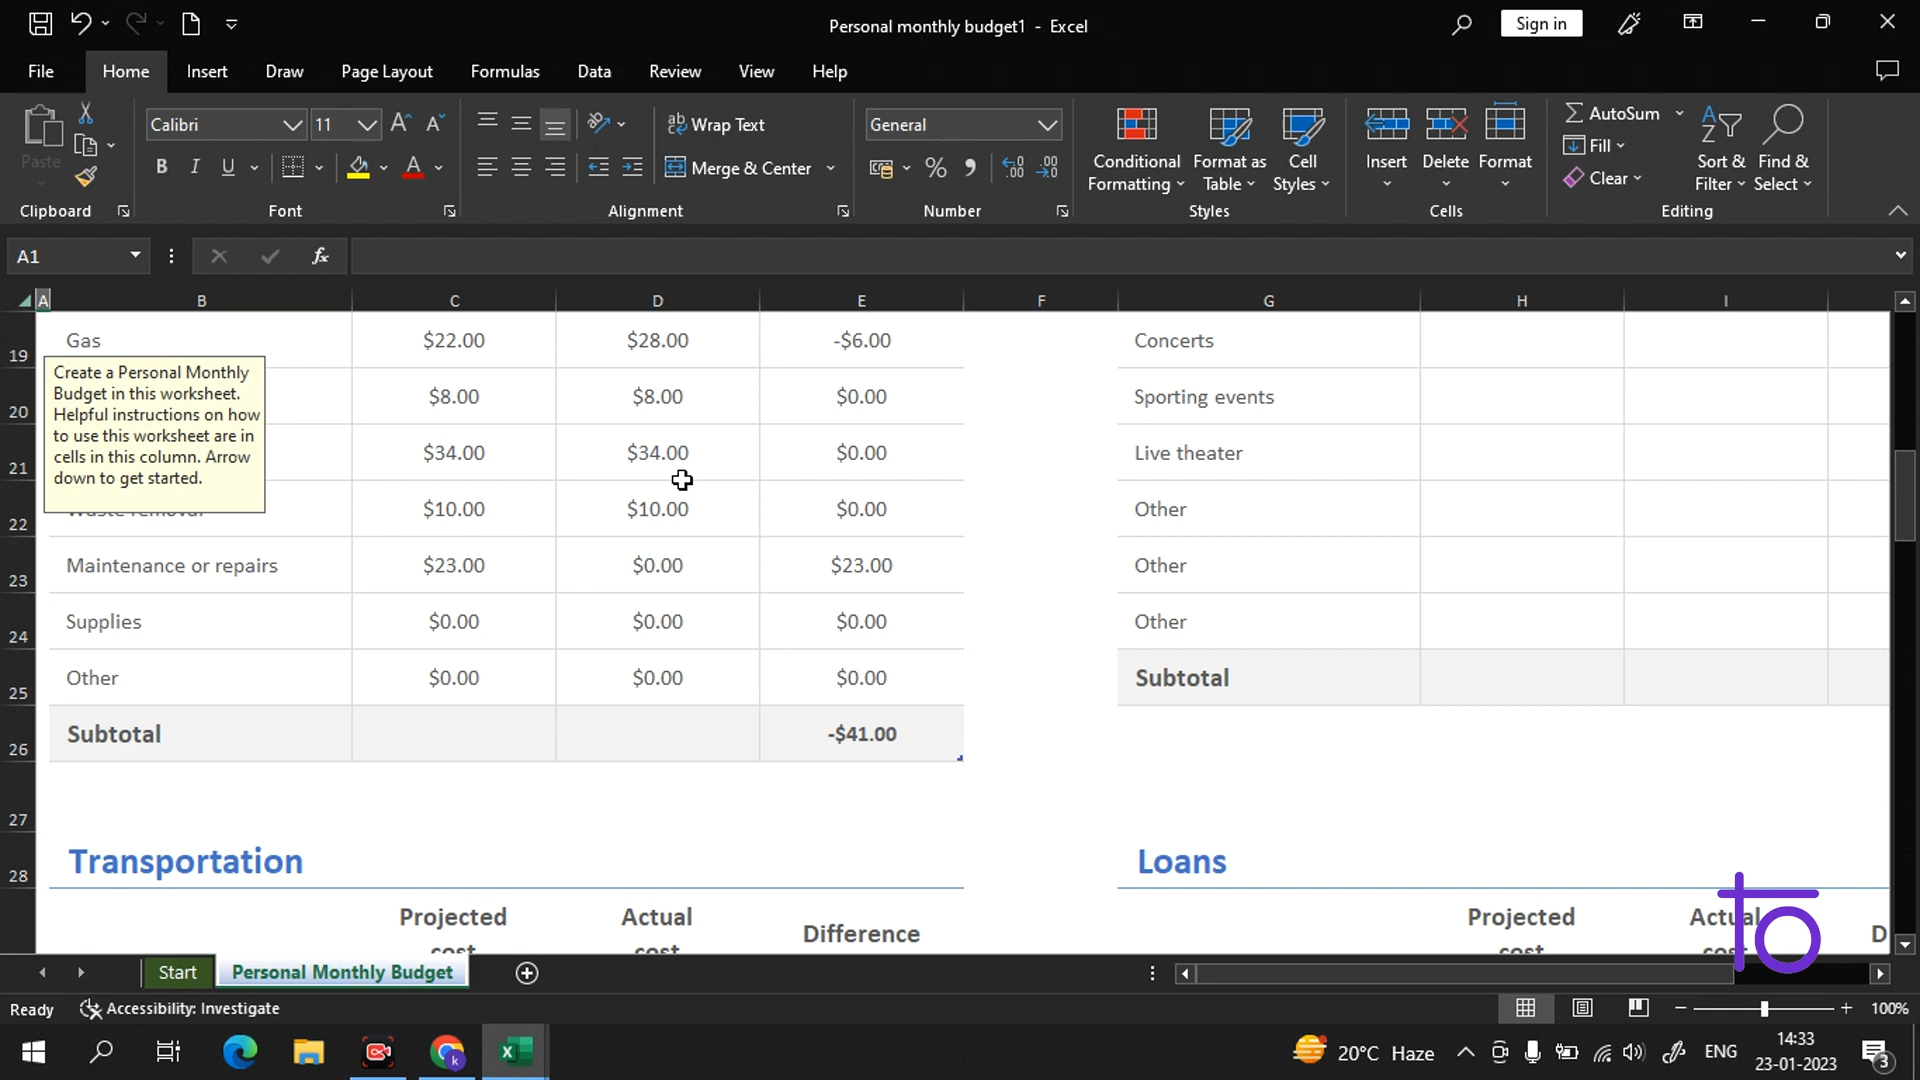 Personal monthly budget1 - Excel
Sign in
File Home Insert Draw Page Layout Formulas Data Review View Help
Paste
Calibri 11
B I U
Wrap Text
Merge & Center
General
Conditional Formatting
Format as Table
Cell Styles
Insert
Delete
Format
AutoSum
Fill
Clear
Sort & Filter
Find & Select
Clipboard Font Alignment Number Styles Cells Editing
A1
fx
A B C D E F G H I
19 Gas $22.00 $28.00 -$6.00 Concerts
Create a Personal Monthly
Budget in this worksheet.
Helpful instructions on how
to use this worksheet are in
cells in this column. Arrow
down to get started.
20 $8.00 $8.00 $0.00 Sporting events
21 $34.00 $34.00 $0.00 Live theater
22 $10.00 $10.00 $0.00 Other
23 Maintenance or repairs $23.00 $0.00 $23.00 Other
24 Supplies $0.00 $0.00 $0.00 Other
25 Other $0.00 $0.00 $0.00 Subtotal
26 Subtotal -$41.00
27
28 Transportation Loans
Projected cost Actual cost Difference Projected cost Actual cost D
Start Personal Monthly Budget
Ready Accessibility: Investigate 100%
20°C Haze ENG 14:33
23-01-2023 3